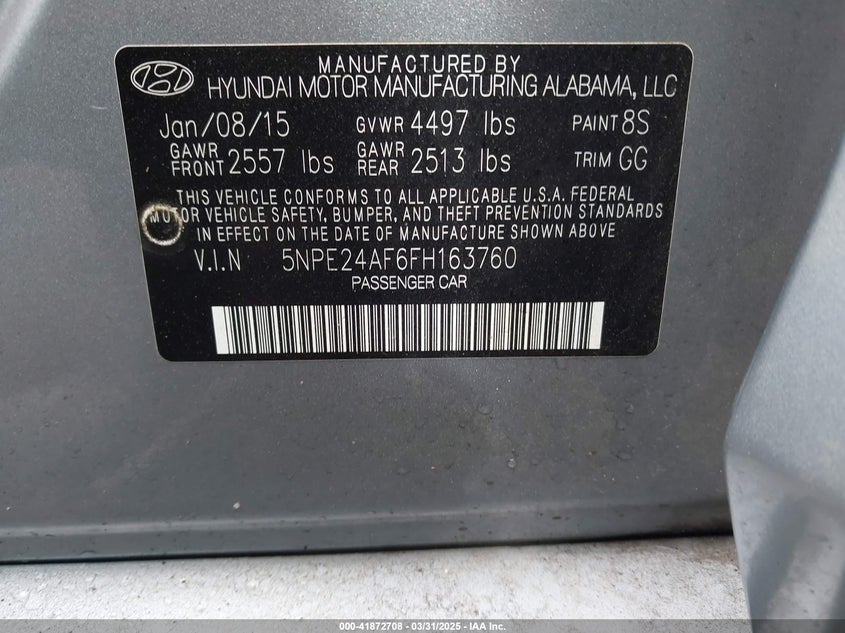 MANUFACTURED BY
HYUNDAI MOTOR MANUFACTURING ALABAMA, LLC
Jan/08/15 GVWR 4497 lbs PAINT 8S
GAWR FRONT 2557 lbs GAWR REAR 2513 lbs TRIM GG
THIS VEHICLE CONFORMS TO ALL APPLICABLE U.S.A. FEDERAL
MOTOR VEHICLE SAFETY, BUMPER, AND THEFT PREVENTION STANDARDS
IN EFFECT ON THE DATE OF MANUFACTURE SHOWN ABOVE
V.I.N 5NPE24AF6FH163760
PASSENGER CAR
000-41872708 - 03/31/2025 - IAA Inc.